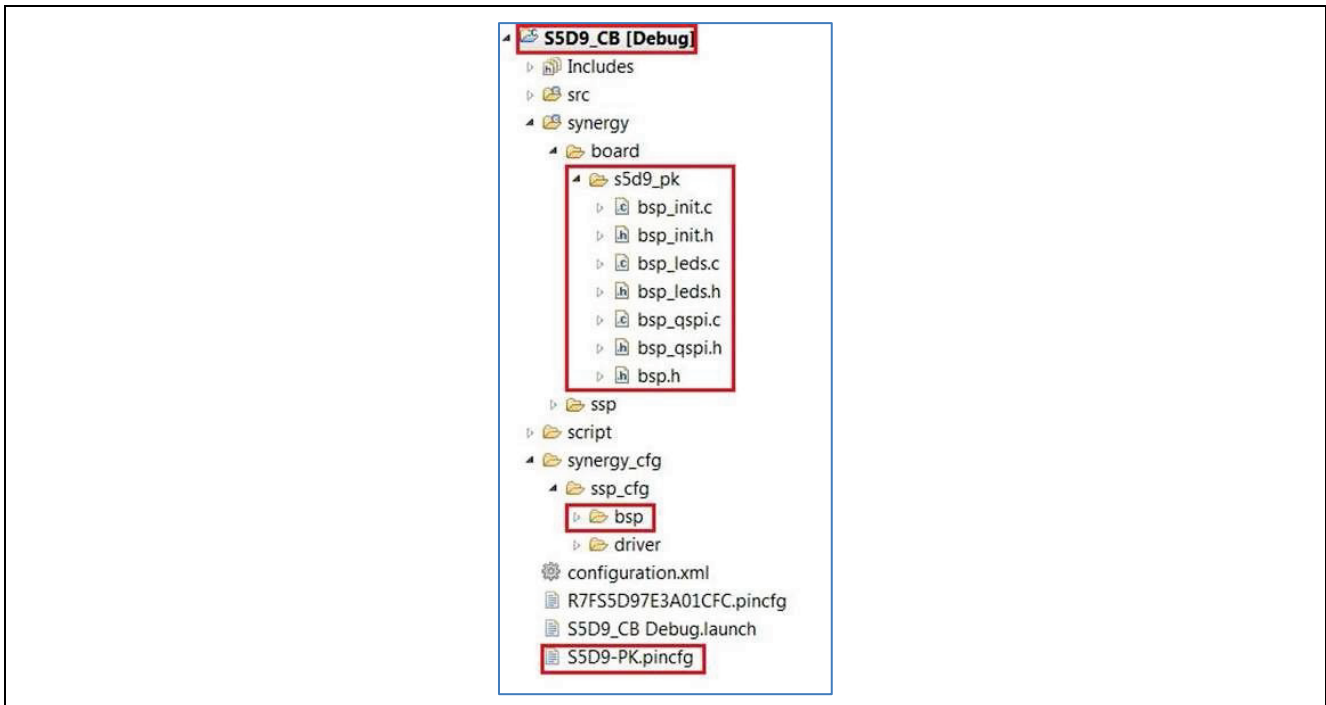 S5D9_CB [Debug]
Includes
src
synergy
board
s5d9_pk
bsp_init.c
bsp_init.h
bsp_leds.c
bsp_leds.h
bsp_qspi.c
bsp_qspi.h
bsp.h
ssp
script
synergy_cfg
ssp_cfg
bsp
driver
configuration.xml
R7FS5D97E3A01CFC.pincfg
S5D9_CB Debug.launch
S5D9-PK.pincfg